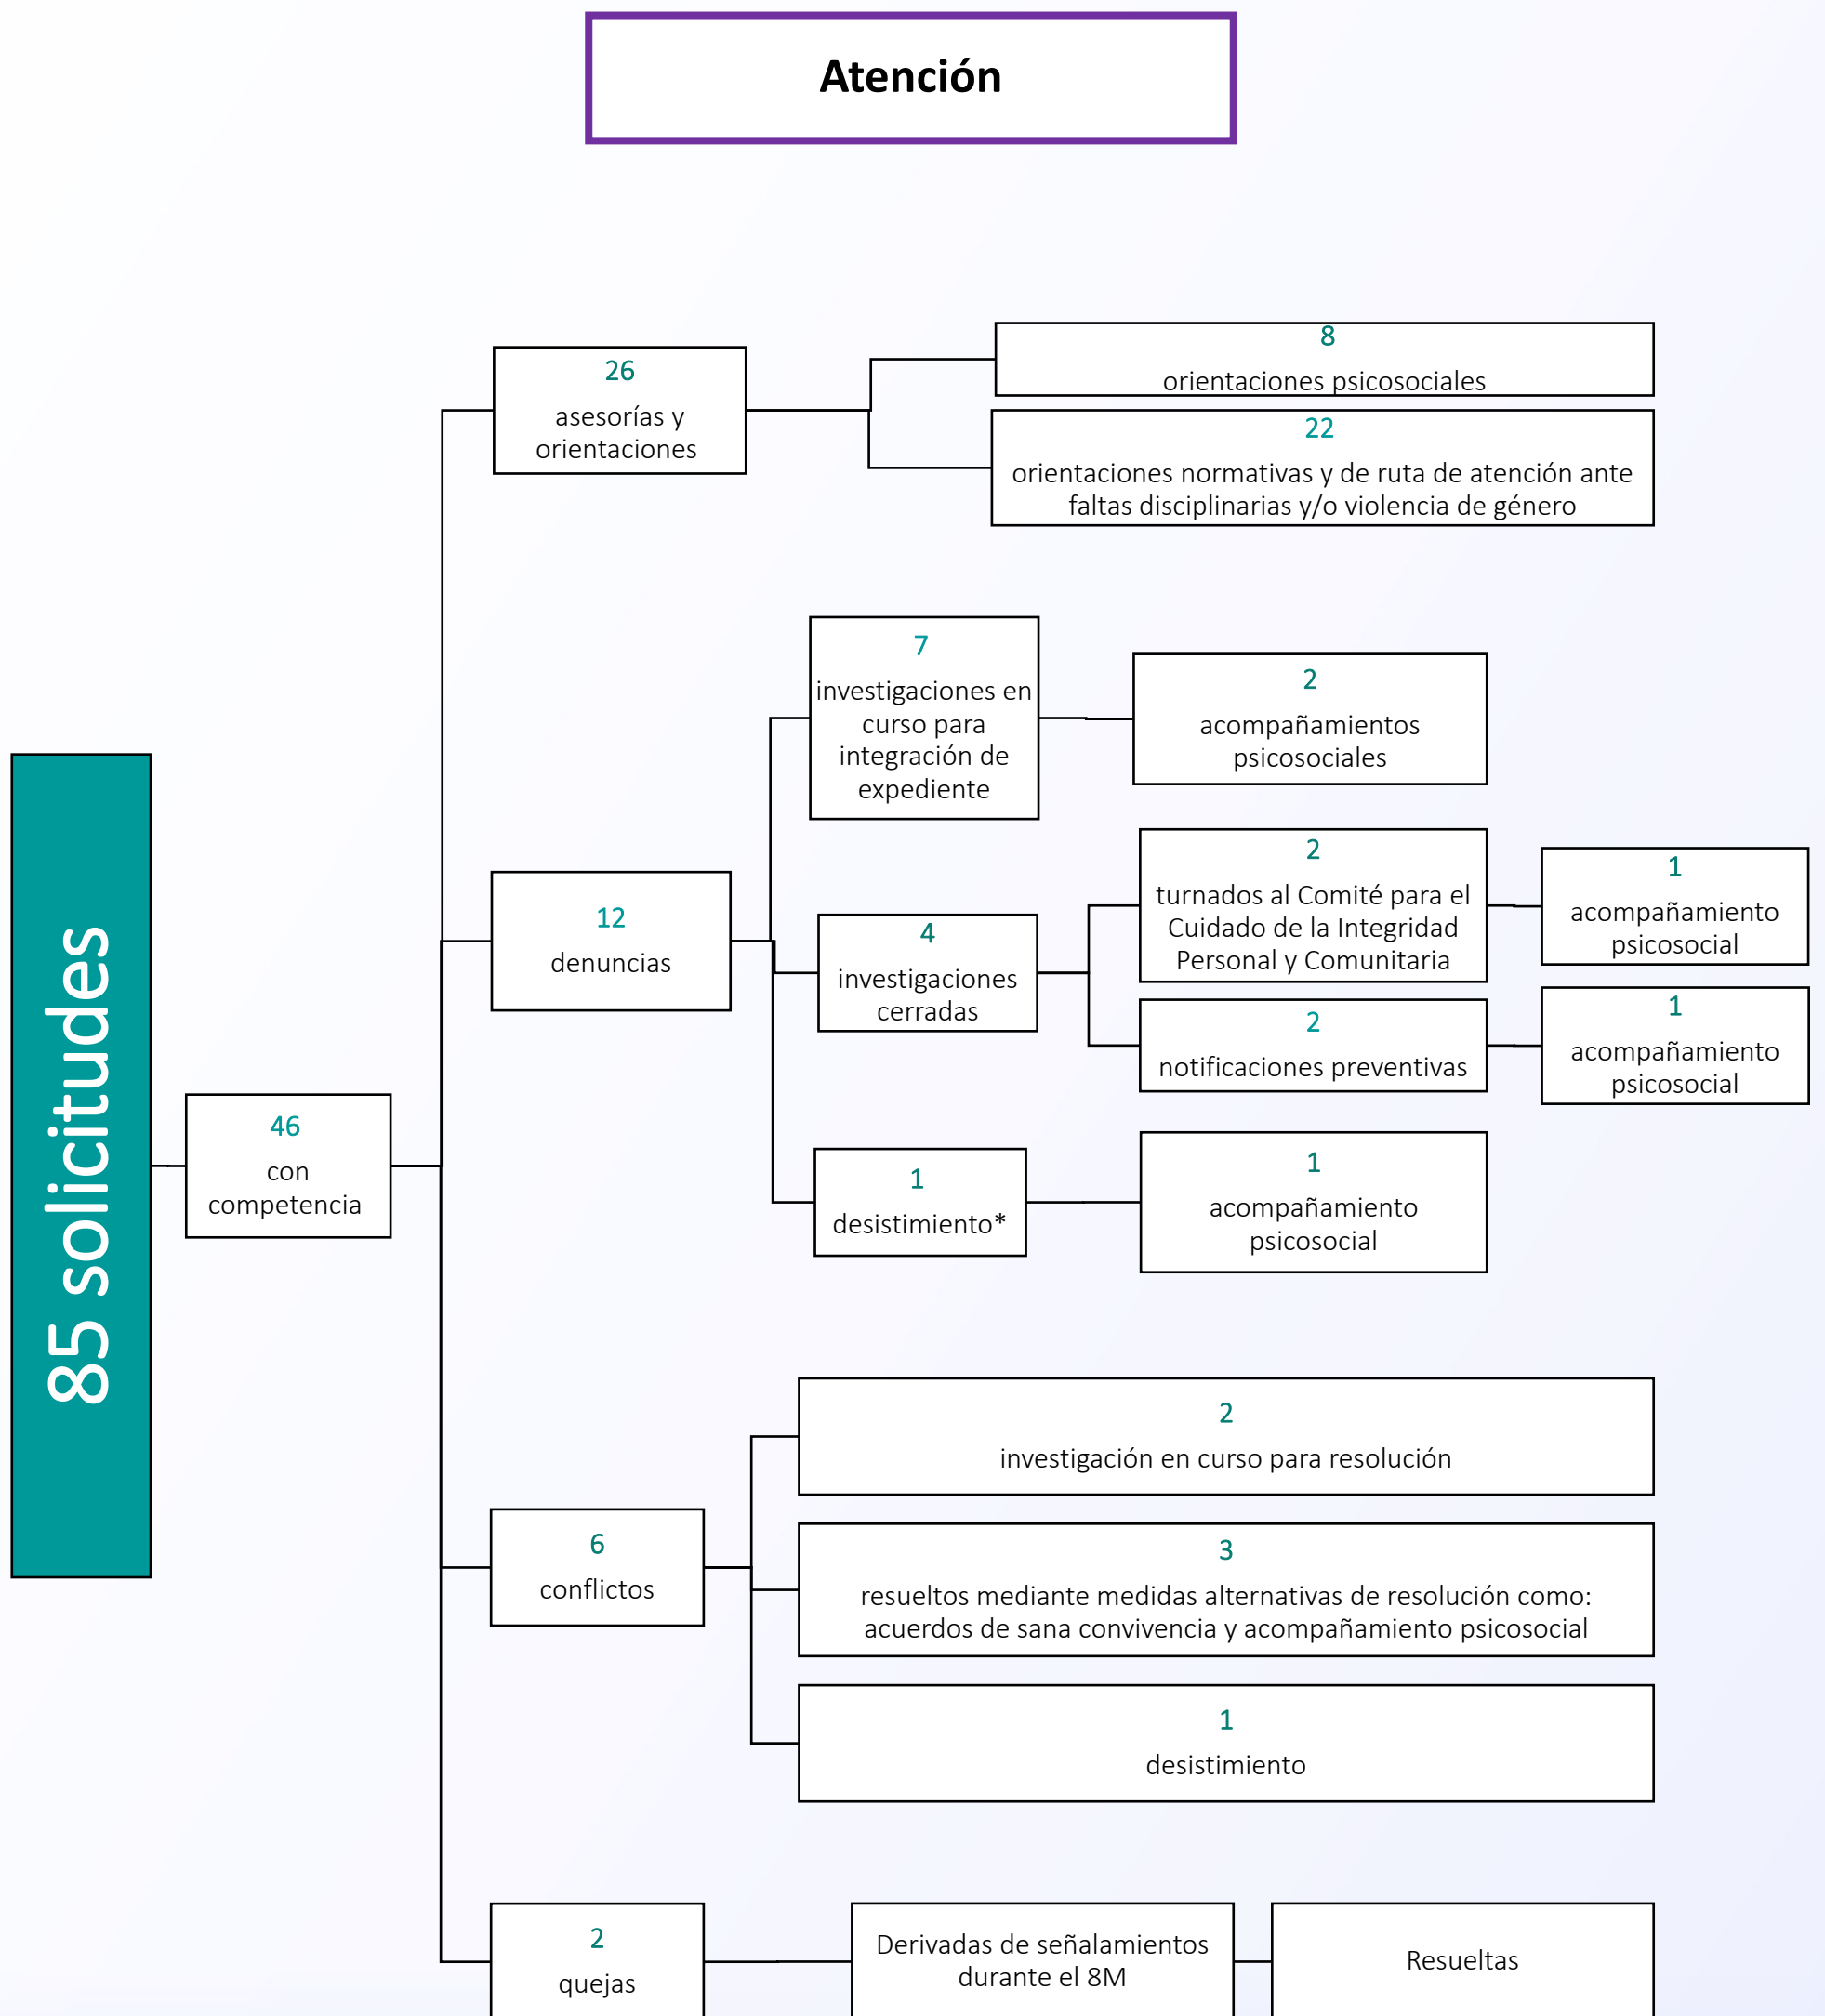 Atención
85 solicitudes
46
con
competencia
26
asesorías y
orientaciones
8
orientaciones psicosociales
22
orientaciones normativas y de ruta de atención ante
faltas disciplinarias y/o violencia de género
12
denuncias
7
investigaciones en
curso para
integración de
expediente
2
acompañamientos
psicosociales
4
investigaciones
cerradas
2
turnados al Comité para el
Cuidado de la Integridad
Personal y Comunitaria
1
acompañamiento
psicosocial
2
notificaciones preventivas
1
acompañamiento
psicosocial
1
desistimiento*
1
acompañamiento
psicosocial
6
conflictos
2
investigación en curso para resolución
3
resueltos mediante medidas alternativas de resolución como:
acuerdos de sana convivencia y acompañamiento psicosocial
1
desistimiento
2
quejas
Derivadas de señalamientos
durante el 8M
Resueltas